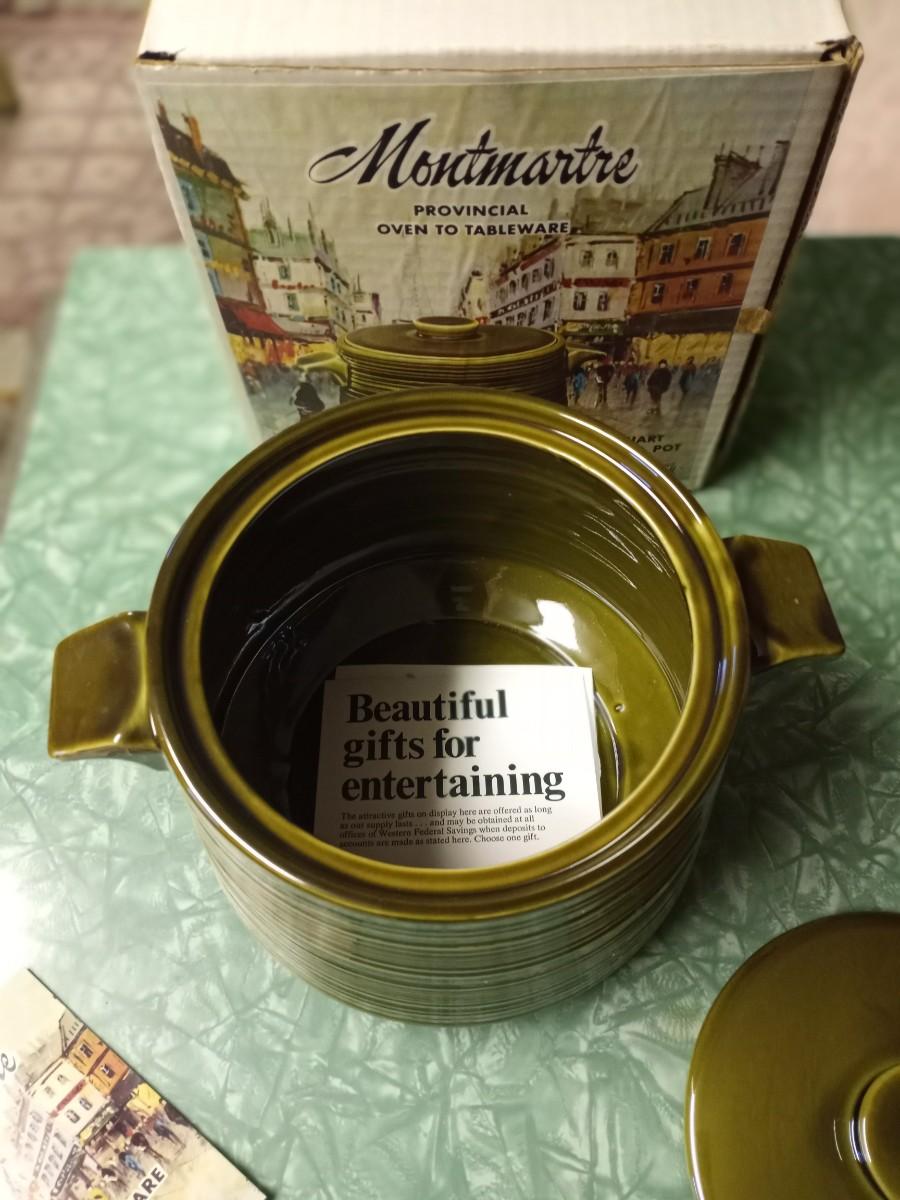 Montmartre
PROVINCIAL
OVEN TO TABLEWARE
POT
Beautiful
gifts for
entertaining
The attractive gifts on display here are offered as long
as our supply lasts . . . and may be obtained at all
offices of Western Federal Savings when deposits to
accounts are made as stated here. Choose one gift.